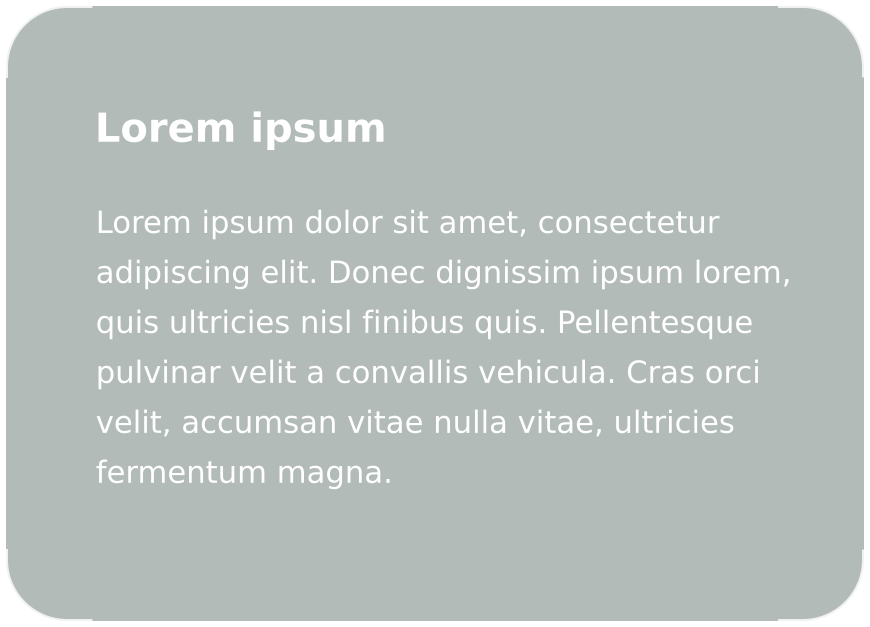 Lorem ipsum
Lorem ipsum dolor sit amet, consectetur
adipiscing elit. Donec dignissim ipsum lorem,
quis ultricies nisl finibus quis. Pellentesque
pulvinar velit a convallis vehicula. Cras orci
velit, accumsan vitae nulla vitae, ultricies
fermentum magna.